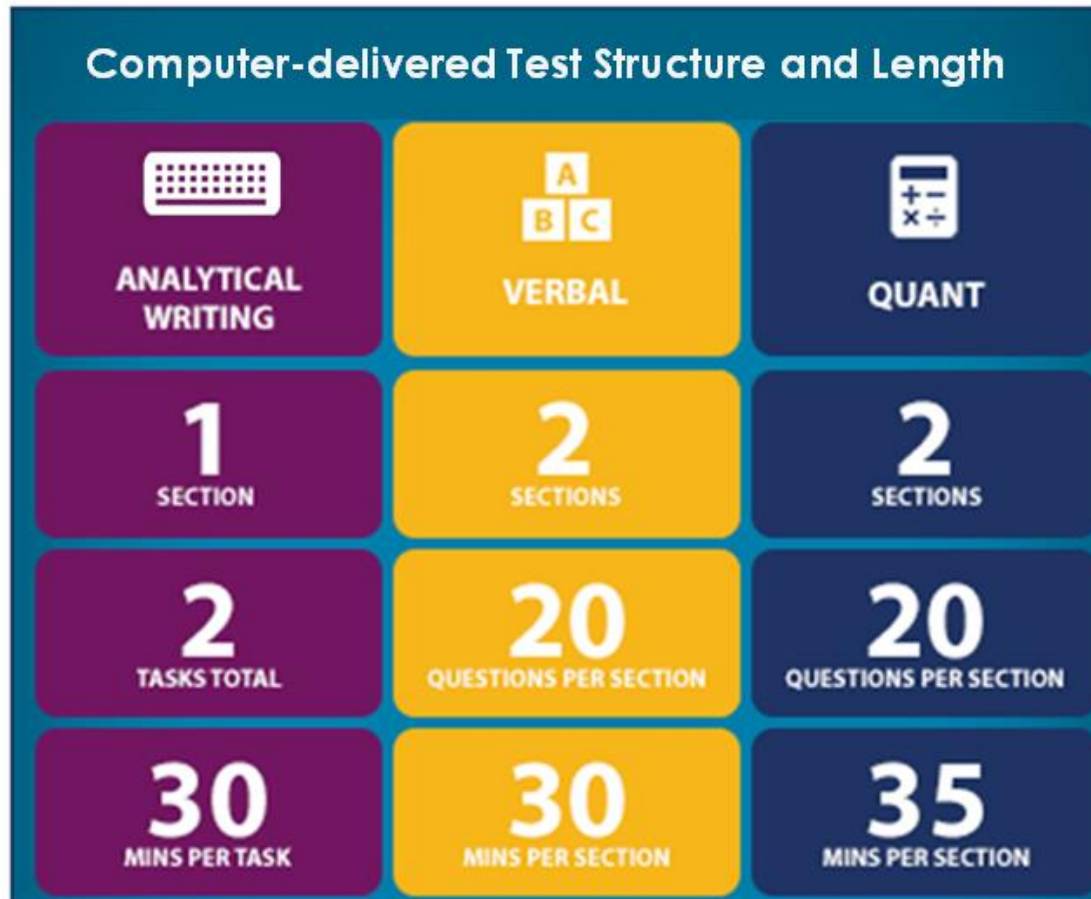 Computer-delivered Test Structure and Length
A
B C
ANALYTICAL
WRITING
VERBAL
QUANT
1
SECTION
2
SECTIONS
2
SECTIONS
2
TASKS TOTAL
20
QUESTIONS PER SECTION
20
QUESTIONS PER SECTION
30
MINS PER TASK
30
MINS PER SECTION
35
MINS PER SECTION